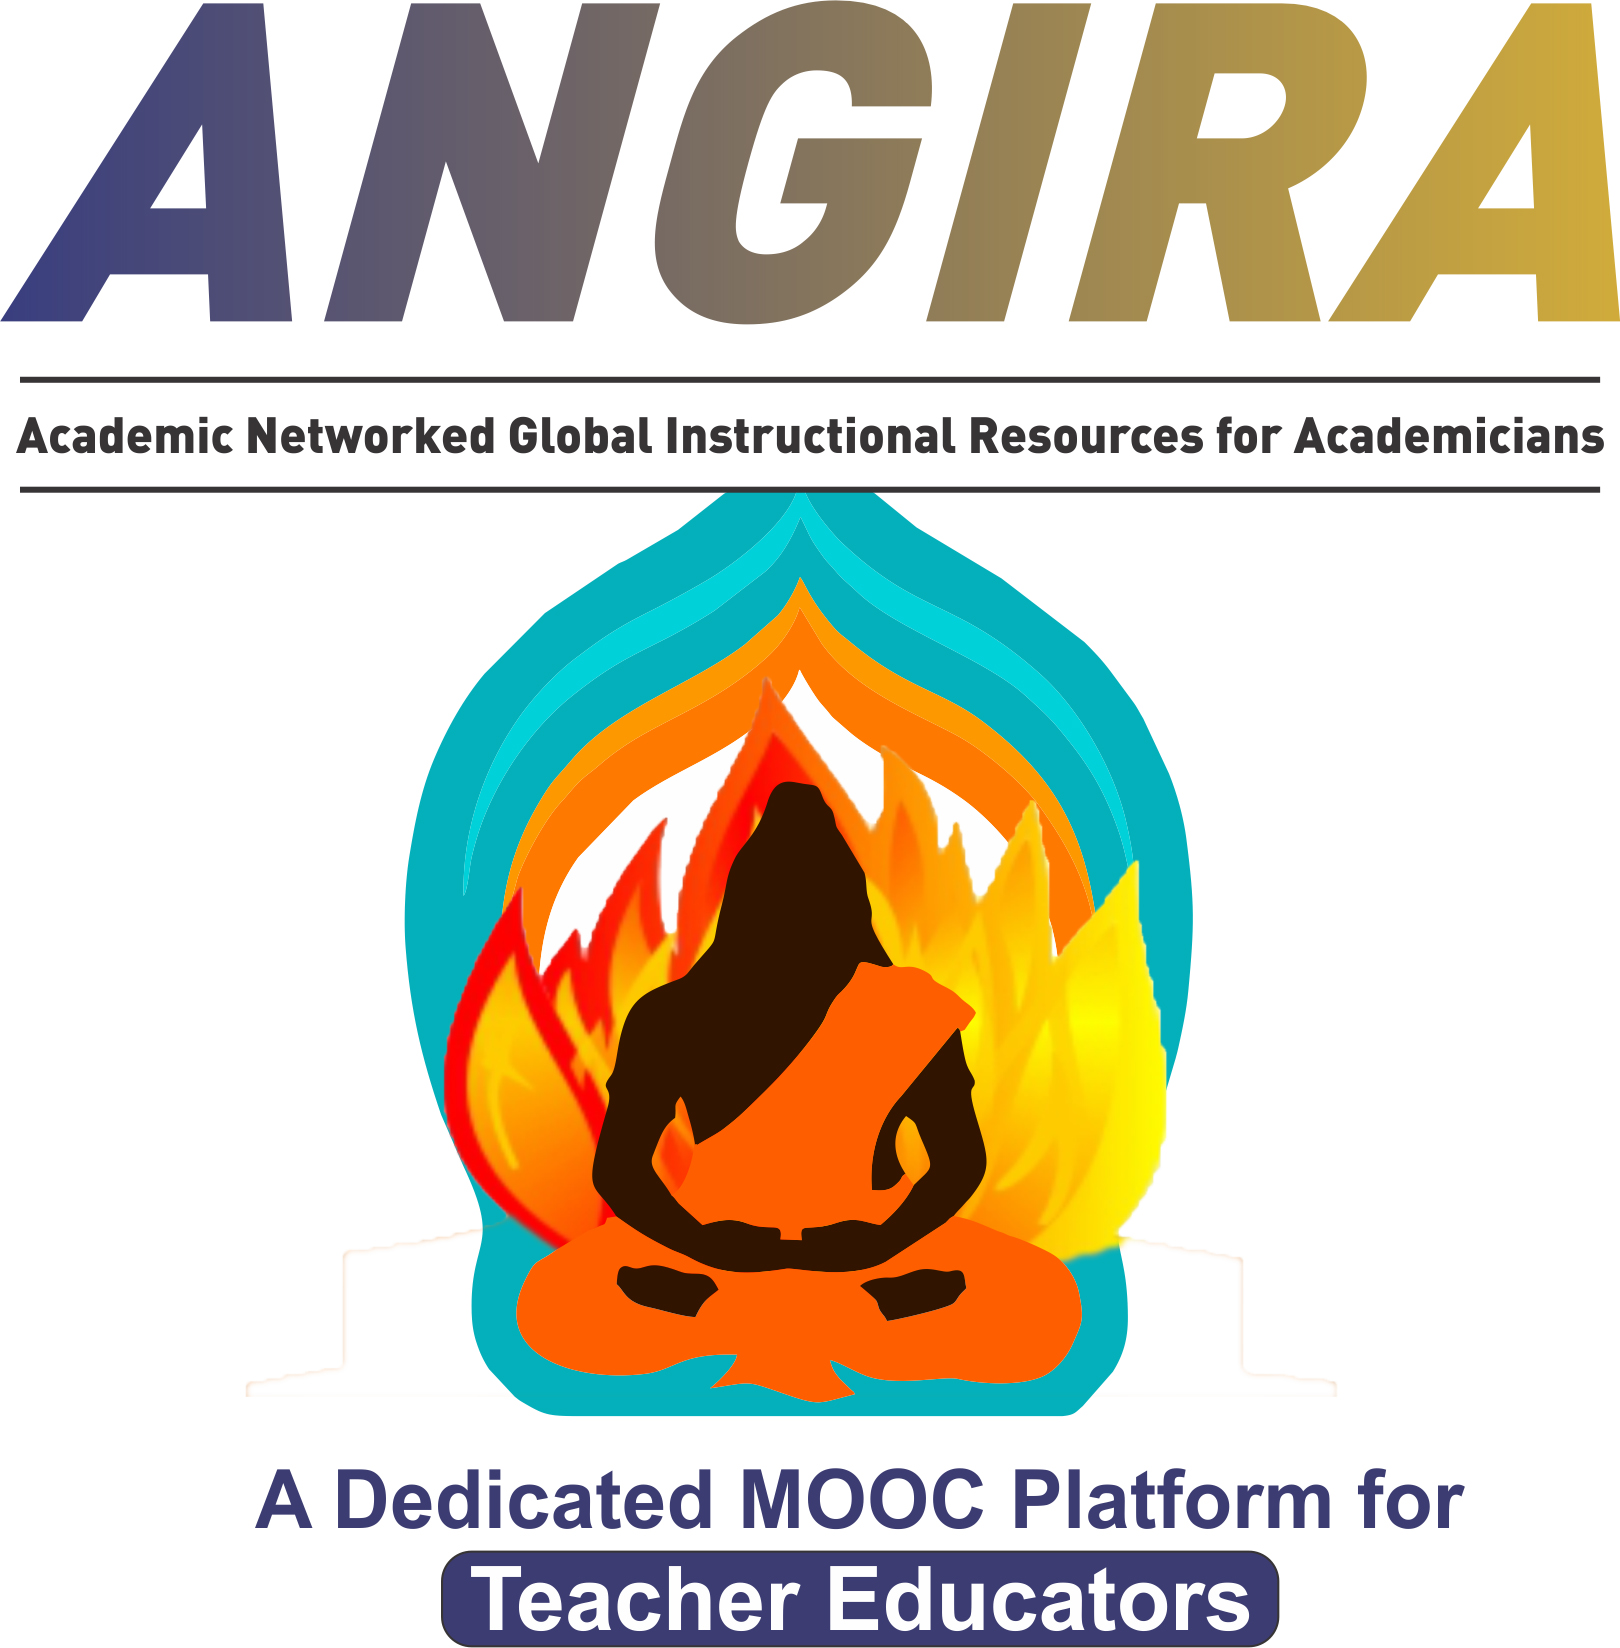 ANGIRA
Academic Networked Global Instructional Resources for Academicians
A Dedicated MOOC Platform for
Teacher Educators